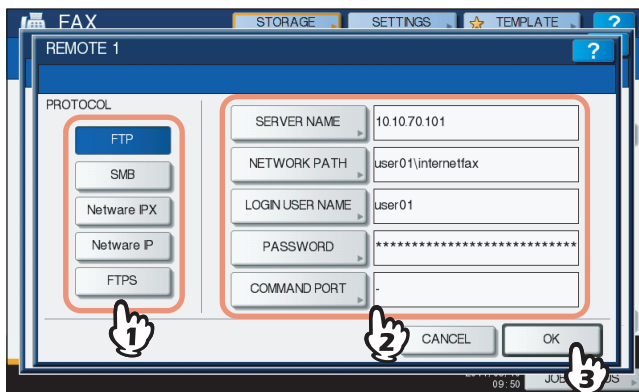 FAX STORAGE SETTINGS TEMPLATE ?
REMOTE 1 ?
PROTOCOL
FTP
SMB
Netware IPX
Netware IP
FTPS
SERVER NAME 10.10.70.101
NETWORK PATH user01\internetfax
LOGIN USER NAME user01
PASSWORD ****************************
COMMAND PORT -
1
2
CANCEL OK
3
09:50